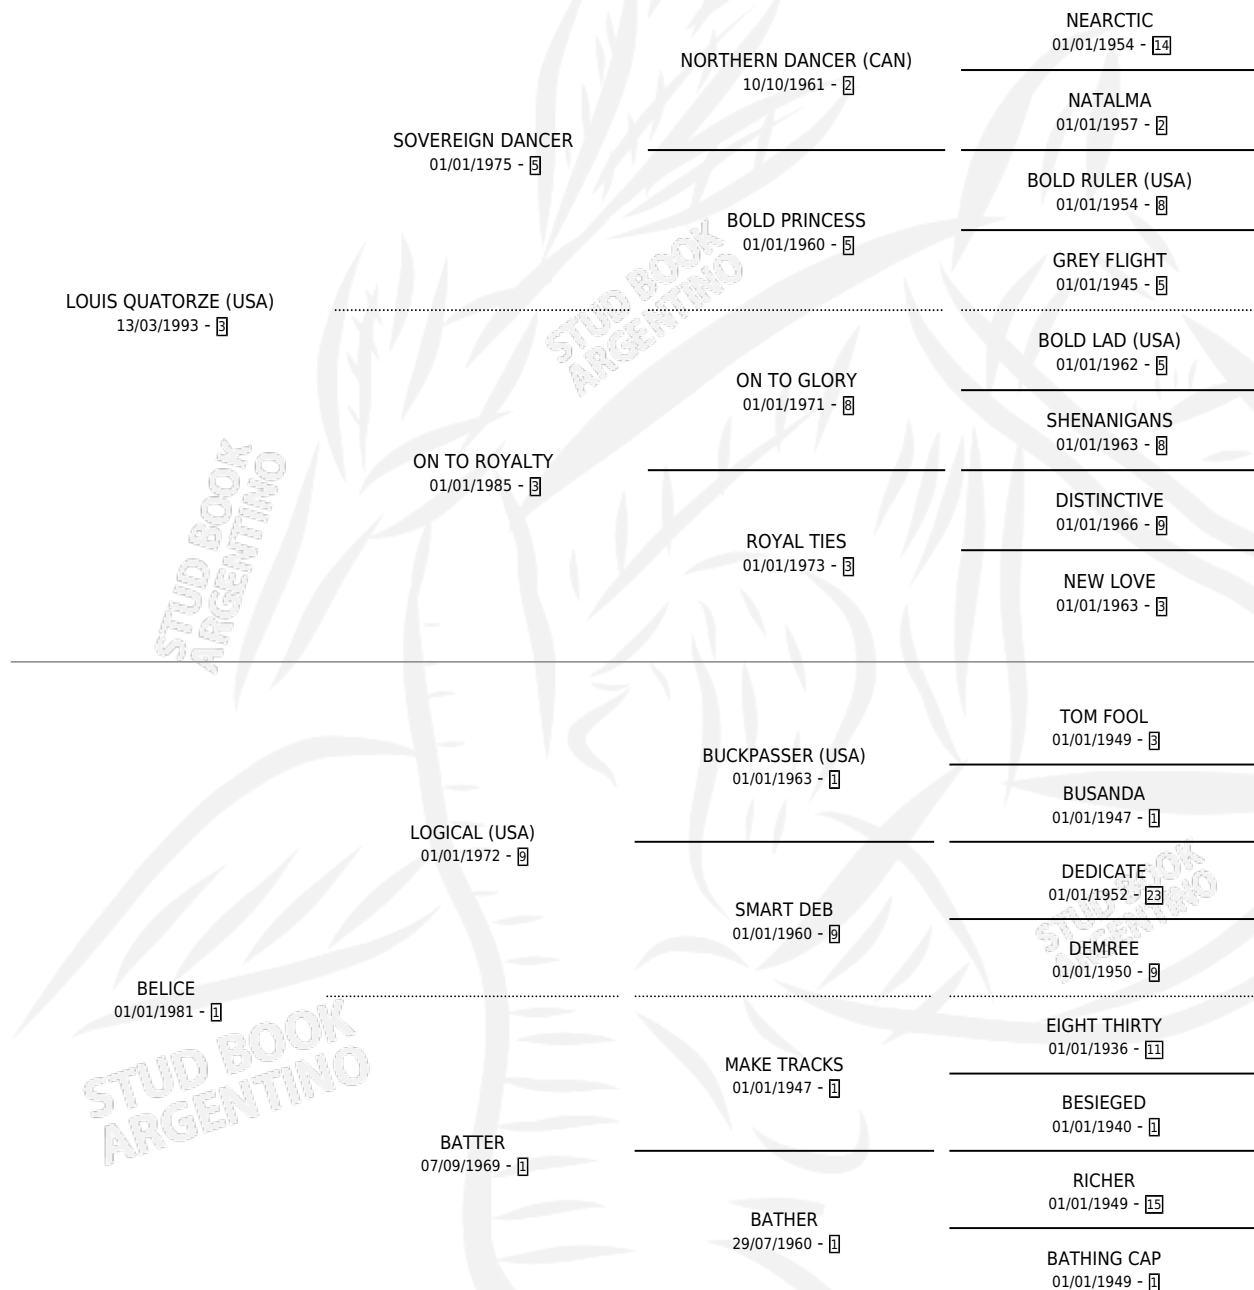 NEARCTIC
01/01/1954 - 14
NORTHERN DANCER (CAN)
10/10/1961 - 2
NATALMA
01/01/1957 - 2
SOVEREIGN DANCER
01/01/1975 - 5
BOLD RULER (USA)
01/01/1954 - 8
BOLD PRINCESS
01/01/1960 - 5
GREY FLIGHT
01/01/1945 - 5
LOUIS QUATORZE (USA)
13/03/1993 - 3
STUD BOOK
ARGENTINO
BOLD LAD (USA)
01/01/1962 - 5
ON TO GLORY
01/01/1971 - 8
SHENANIGANS
01/01/1963 - 8
ON TO ROYALTY
01/01/1985 - 3
DISTINCTIVE
01/01/1966 - 9
ROYAL TIES
01/01/1973 - 3
NEW LOVE
01/01/1963 - 3
STUD BOOK
ARGENTINO
TOM FOOL
01/01/1949 - 3
BUCKPASSER (USA)
01/01/1963 - 1
BUSANDA
01/01/1947 - 1
LOGICAL (USA)
01/01/1972 - 9
DEDICATE
01/01/1952 - 23
STUD BOOK
ARGENTINO
SMART DEB
01/01/1960 - 9
DEMREE
01/01/1950 - 9
BELICE
01/01/1981 - 1
EIGHT THIRTY
01/01/1936 - 11
MAKE TRACKS
01/01/1947 - 1
BESIEGED
01/01/1940 - 1
STUD BOOK
ARGENTINO
BATTER
07/09/1969 - 1
RICHER
01/01/1949 - 15
BATHER
29/07/1960 - 1
BATHING CAP
01/01/1949 - 1